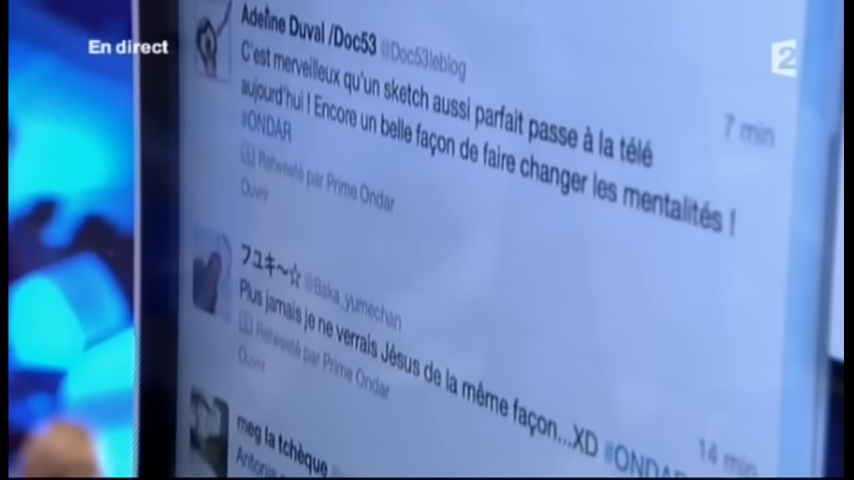 En direct
2
Adeline Duval /Doc53 @Doc53leblog
7 min
C'est merveilleux qu'un sketch aussi parfait passe à la télé
aujourd'hui ! Encore un belle façon de faire changer les mentalités !
#ONDAR
Retweeté par Prime Ondar
Ouvrir
フユキ〜☆ @Baka_yumechan
14 min
Plus jamais je ne verrais Jésus de la même façon...XD #ONDAR
Retweeté par Prime Ondar
Ouvrir
meg la tchèque
Antonia